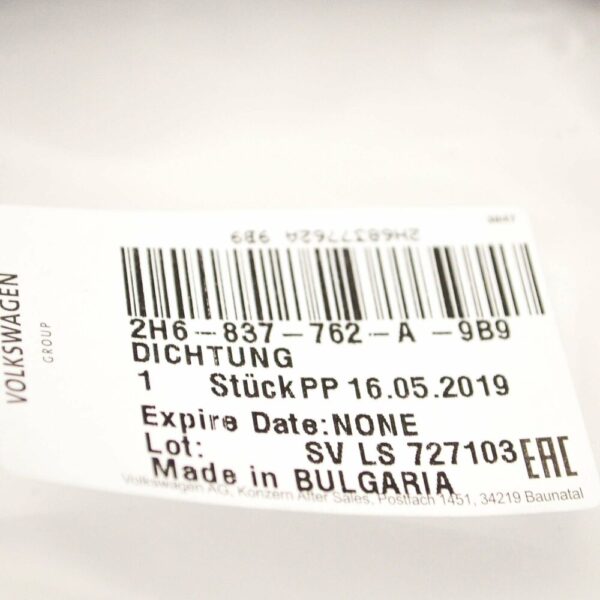 3847
2H6837762A 9B9
2H6-837-762-A -9B9
DICHTUNG
1 Stück PP 16.05.2019
Expire Date:NONE
Lot: SV LS 727103
EAC
Made in BULGARIA
Volkswagen AG, Konzern After Sales, Postfach 1451, 34219 Baunatal
VOLKSWAGEN
GROUP